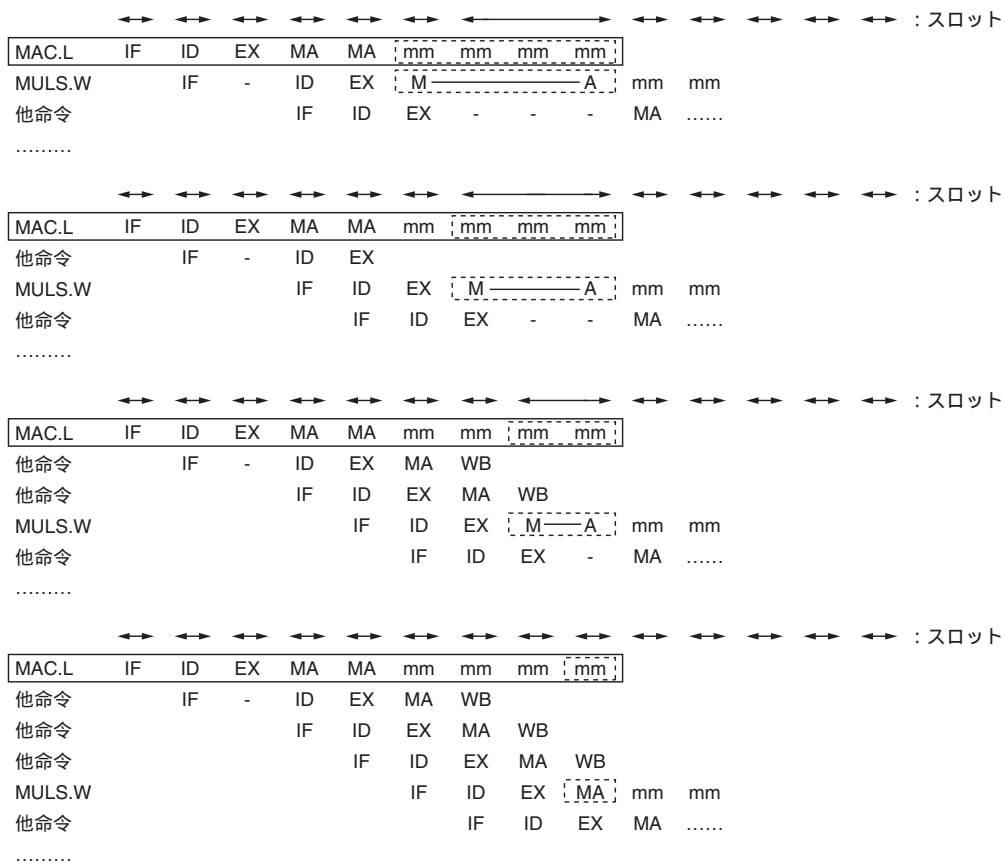 :スロット
MAC.L IF ID EX MA MA mm mm mm mm
MULS.W IF - ID EX M A mm mm
他命令 IF ID EX - - - MA ……
………
:スロット
MAC.L IF ID EX MA MA mm mm mm mm
他命令 IF - ID EX
MULS.W IF ID EX M A mm mm
他命令 IF ID EX - - MA ……
………
:スロット
MAC.L IF ID EX MA MA mm mm mm mm
他命令 IF - ID EX MA WB
他命令 IF ID EX MA WB
MULS.W IF ID EX M A mm mm
他命令 IF ID EX - MA ……
………
:スロット
MAC.L IF ID EX MA MA mm mm mm mm
他命令 IF - ID EX MA WB
他命令 IF ID EX MA WB
他命令 IF ID EX MA WB
MULS.W IF ID EX MA mm mm
他命令 IF ID EX MA ……
………